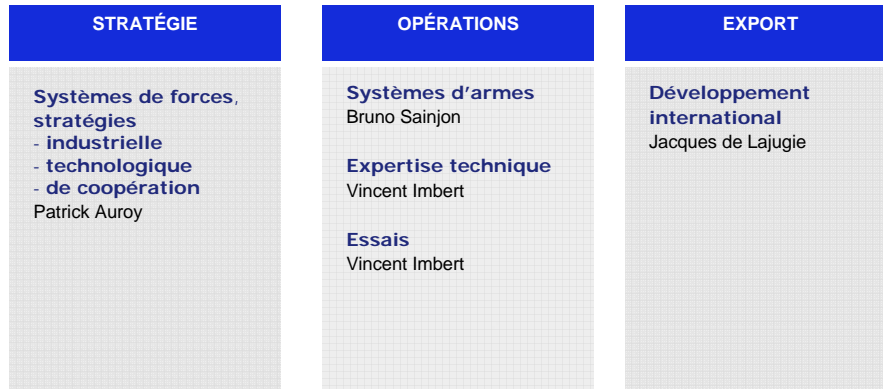 STRATÉGIE
Systèmes de forces,
stratégies
- industrielle
- technologique
- de coopération
Patrick Auroy
OPÉRATIONS
Systèmes d'armes
Bruno Sainjon
Expertise technique
Vincent Imbert
Essais
Vincent Imbert
EXPORT
Développement
international
Jacques de Lajugie